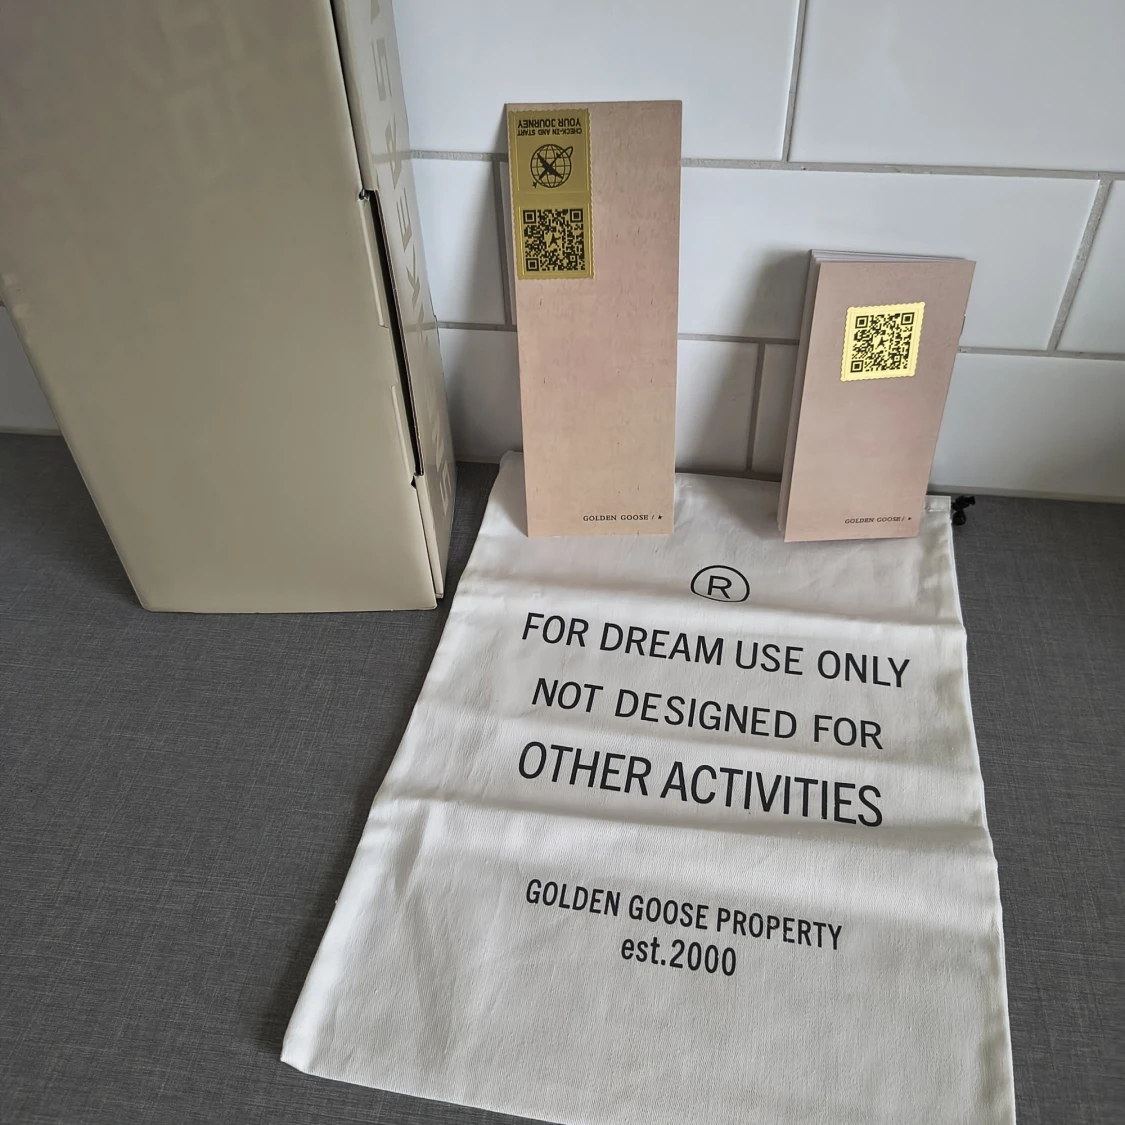 CHECK-IN AND START
YOUR JOURNEY
GOLDEN GOOSE / ★
GOLDEN GOOSE / ★
®
FOR DREAM USE ONLY
NOT DESIGNED FOR
OTHER ACTIVITIES
GOLDEN GOOSE PROPERTY
est.2000